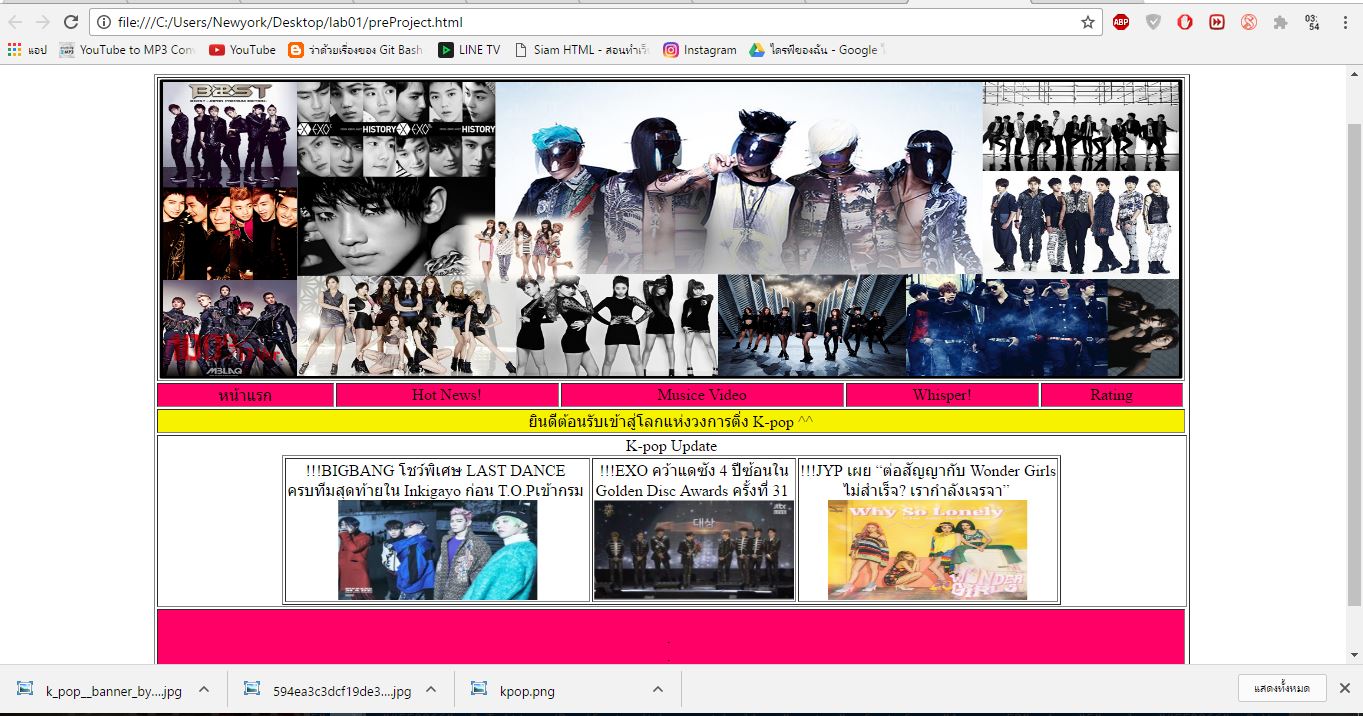 file:///C:/Users/Newyork/Desktop/lab01/preProject.html
ABP
03:
54
แอป YouTube to MP3 Con YouTube ว่าด้วยเรื่องของ Git Bash LINE TV Siam HTML - สอนทำเว็ Instagram ไดรฟ์ของฉัน - Google
B2ST
EXO HISTORY EXO HISTORY
100% Ver.
MBLAQ
หน้าแรก Hot News! Musice Video Whisper! Rating
ยินดีต้อนรับเข้าสู่โลกแห่งวงการติ่ง K-pop ^^
K-pop Update
!!!BIGBANG โชว์พิเศษ LAST DANCE
ครบทีมสุดท้ายใน Inkigayo ก่อน T.O.Pเข้ากรม
!!!EXO คว้าแดซัง 4 ปีซ้อนใน
Golden Disc Awards ครั้งที่ 31
!!!JYP เผย “ต่อสัญญากับ Wonder Girls
ไม่สำเร็จ? เรากำลังเจรจา”
대상
jtbc
LIVE
Why So Lonely
WONDER
GIRLS
k_pop__banner_by....jpg 594ea3c3dcf19de3....jpg kpop.png แสดงทั้งหมด